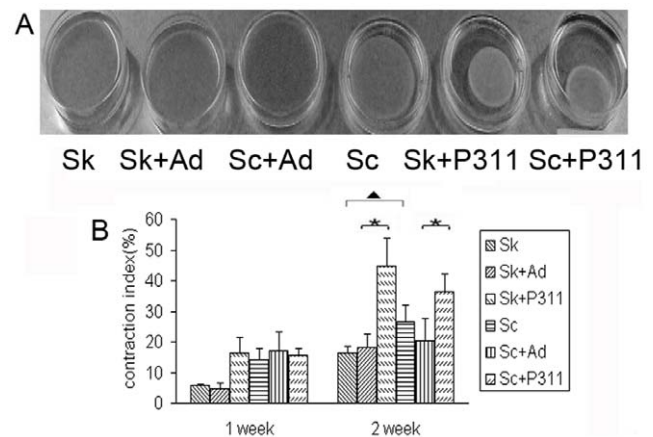 A
Sk Sk+Ad Sc+Ad Sc Sk+P311 Sc+P311
B
contraction index(%)
60
50
40
30
20
10
0
1 week 2 week
Sk
Sk+Ad
Sk+P311
Sc
Sc+Ad
Sc+P311